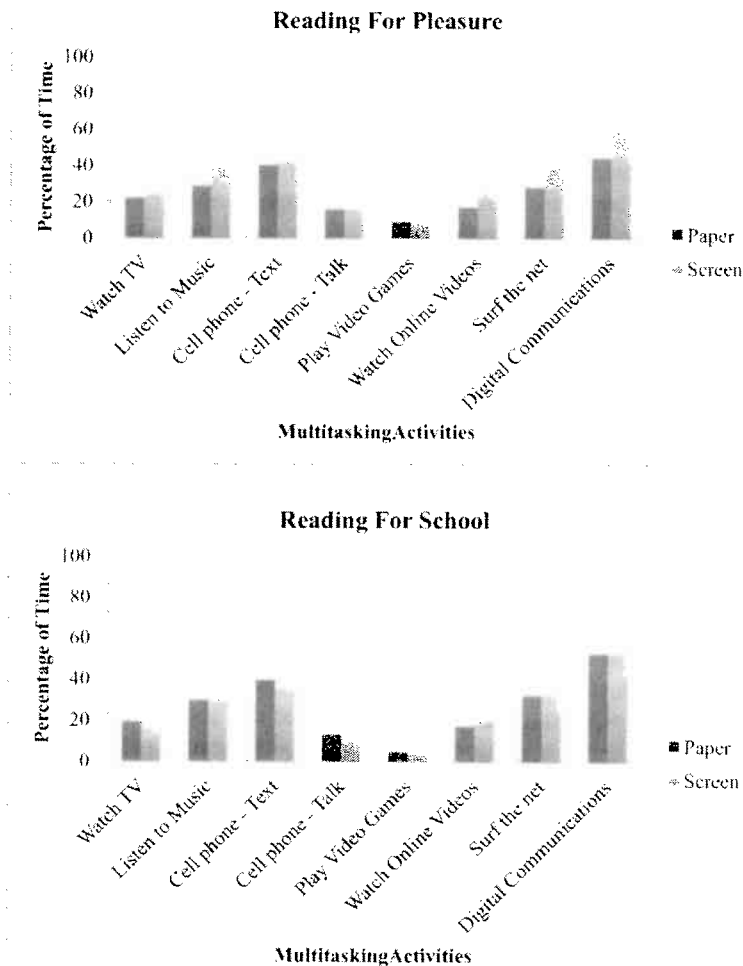 Reading For Pleasure
Percentage of Time
100
80
60
40
20
0
Watch TV
Listen to Music
Cell phone - Text
Cell phone - Talk
Play Video Games
Watch Online Videos
Surf the net
Digital Communications
Paper
Screen
MultitaskingActivities
Reading For School
Percentage of Time
100
80
60
40
20
0
Watch TV
Listen to Music
Cell phone - Text
Cell phone - Talk
Play Video Games
Watch Online Videos
Surf the net
Digital Communications
Paper
Screen
MultitaskingActivities